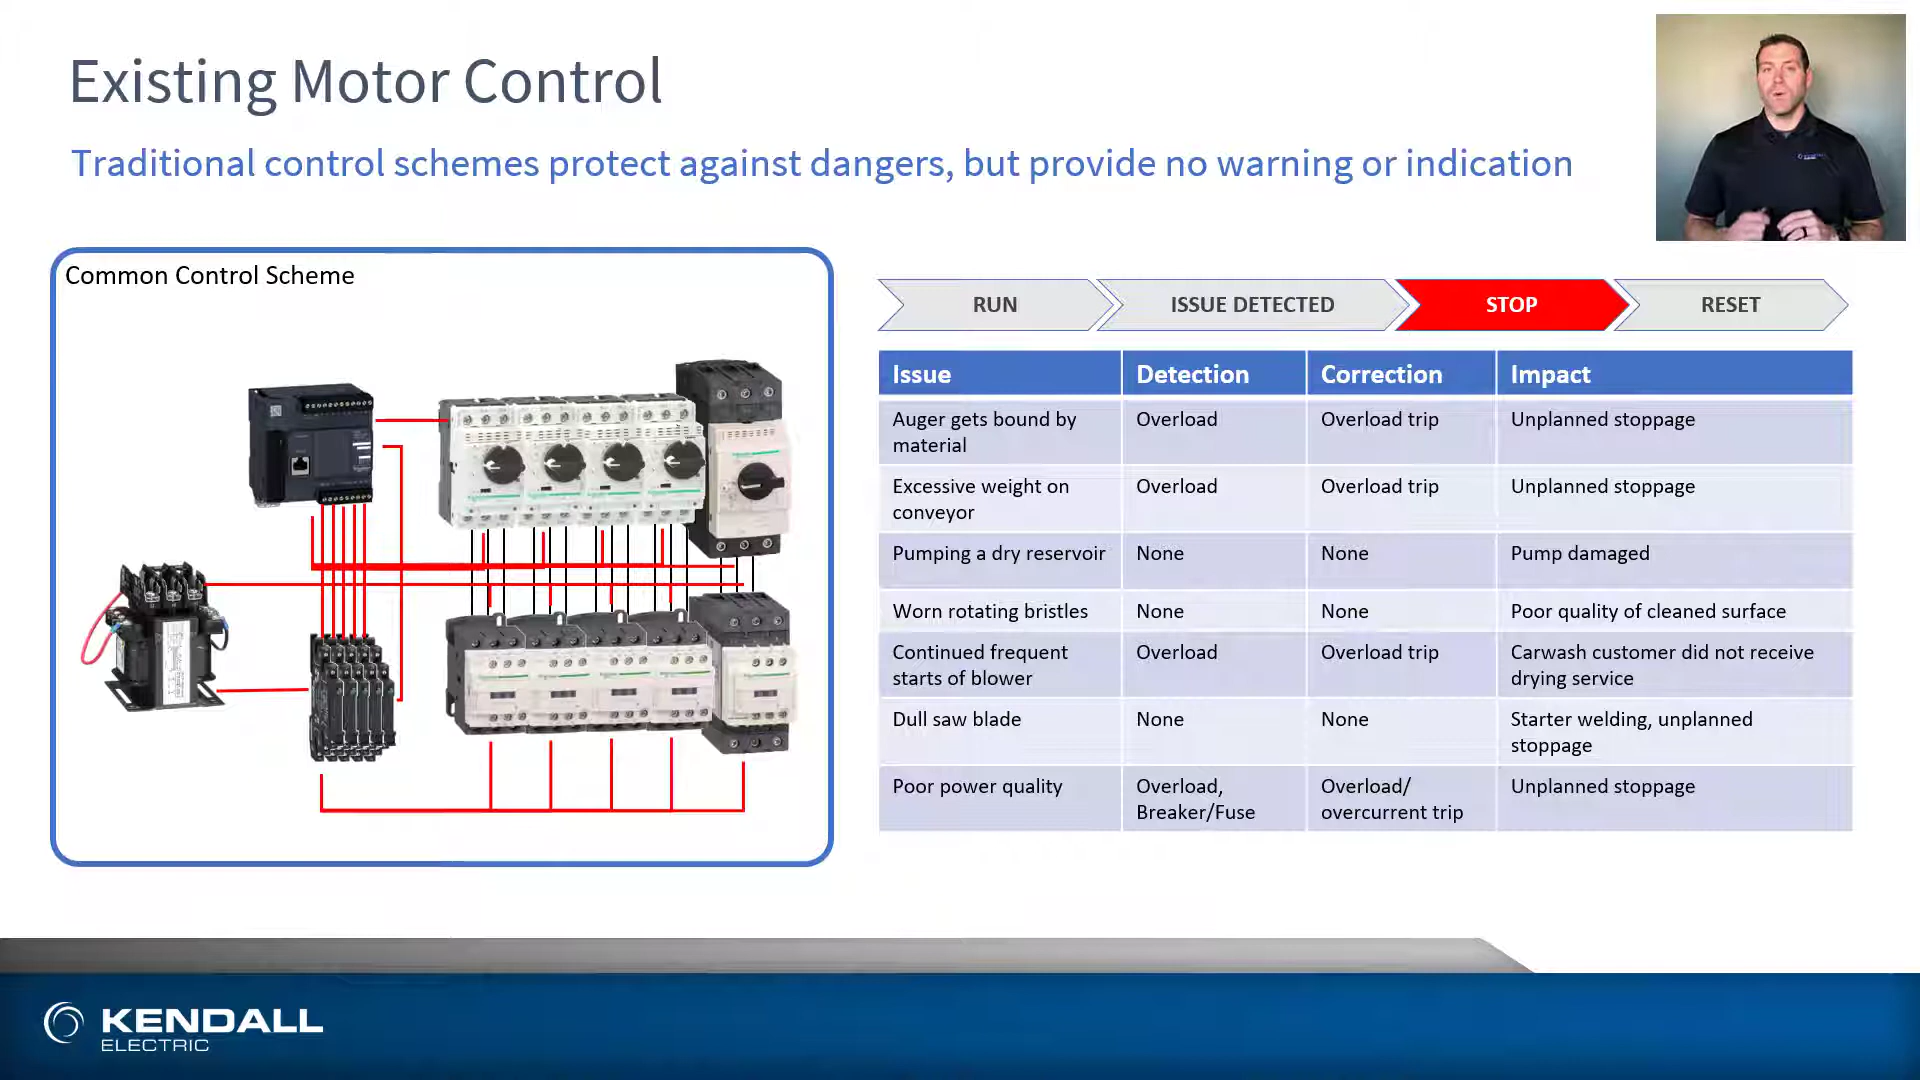 Existing Motor Control
Traditional control schemes protect against dangers, but provide no warning or indication
Common Control Scheme
RUN
ISSUE DETECTED
STOP
RESET
Issue
Detection
Correction
Impact
Auger gets bound by
material
Overload
Overload trip
Unplanned stoppage
Excessive weight on
conveyor
Overload
Overload trip
Unplanned stoppage
Pumping a dry reservoir
None
None
Pump damaged
Worn rotating bristles
None
None
Poor quality of cleaned surface
Continued frequent
starts of blower
Overload
Overload trip
Carwash customer did not receive
drying service
Dull saw blade
None
None
Starter welding, unplanned
stoppage
Poor power quality
Overload,
Breaker/Fuse
Overload/
overcurrent trip
Unplanned stoppage
KENDALL
ELECTRIC